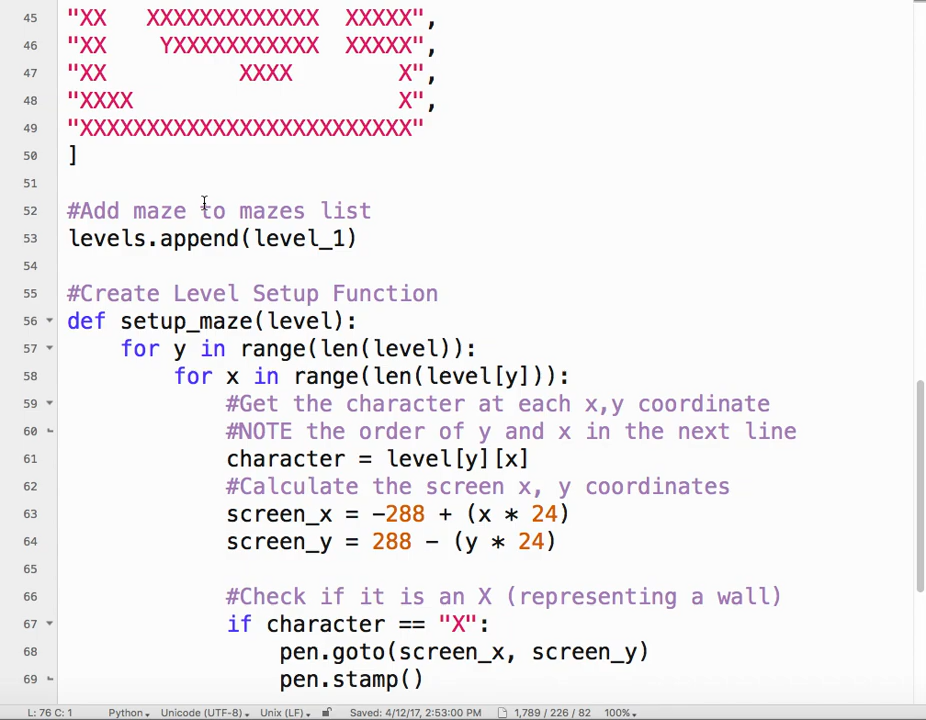 45 "XX   XXXXXXXXXXXXX  XXXXX",
46 "XX    YXXXXXXXXXXX  XXXXX",
47 "XX          XXXX        X",
48 "XXXX                    X",
49 "XXXXXXXXXXXXXXXXXXXXXXXXX"
50 ]
51
52 #Add maze to mazes list
53 levels.append(level_1)
54
55 #Create Level Setup Function
56 def setup_maze(level):
57     for y in range(len(level)):
58         for x in range(len(level[y])):
59             #Get the character at each x,y coordinate
60             #NOTE the order of y and x in the next line
61             character = level[y][x]
62             #Calculate the screen x, y coordinates
63             screen_x = -288 + (x * 24)
64             screen_y = 288 - (y * 24)
65
66             #Check if it is an X (representing a wall)
67             if character == "X":
68                 pen.goto(screen_x, screen_y)
69                 pen.stamp()
L: 76 C: 1 Python Unicode (UTF-8) Unix (LF) Saved: 4/12/17, 2:53:00 PM 1,789 / 226 / 82 100%